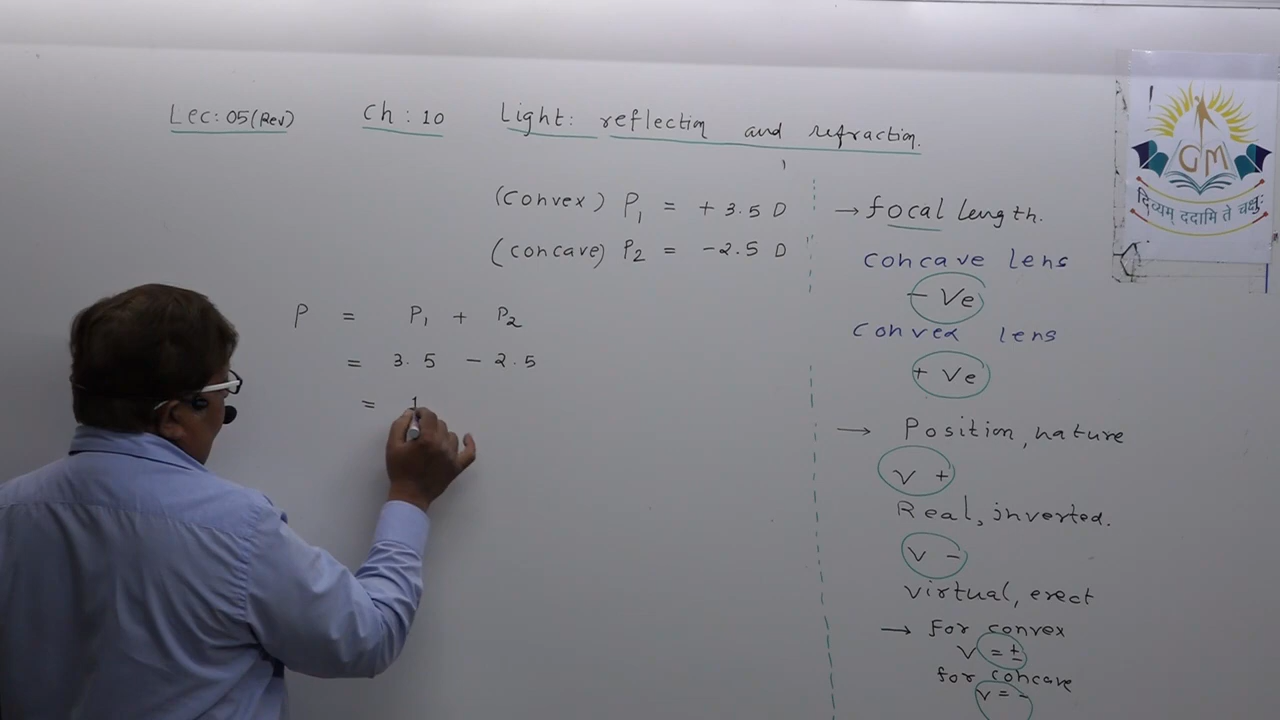 Lec: 05 (Rev) Ch : 10 Light: reflection and refraction.
(convex) P₁ = + 3.5 D
(concave) P₂ = - 2.5 D
P = P₁ + P₂
= 3.5 - 2.5
= 1
→ focal length.
concave lens
- Ve
convex lens
+ Ve
→ Position, nature
V +
Real, inverted.
V -
virtual, erect
→ For convex
V = ±
for concave
V = -
GM
दिव्यम् ददामि ते चक्षुः